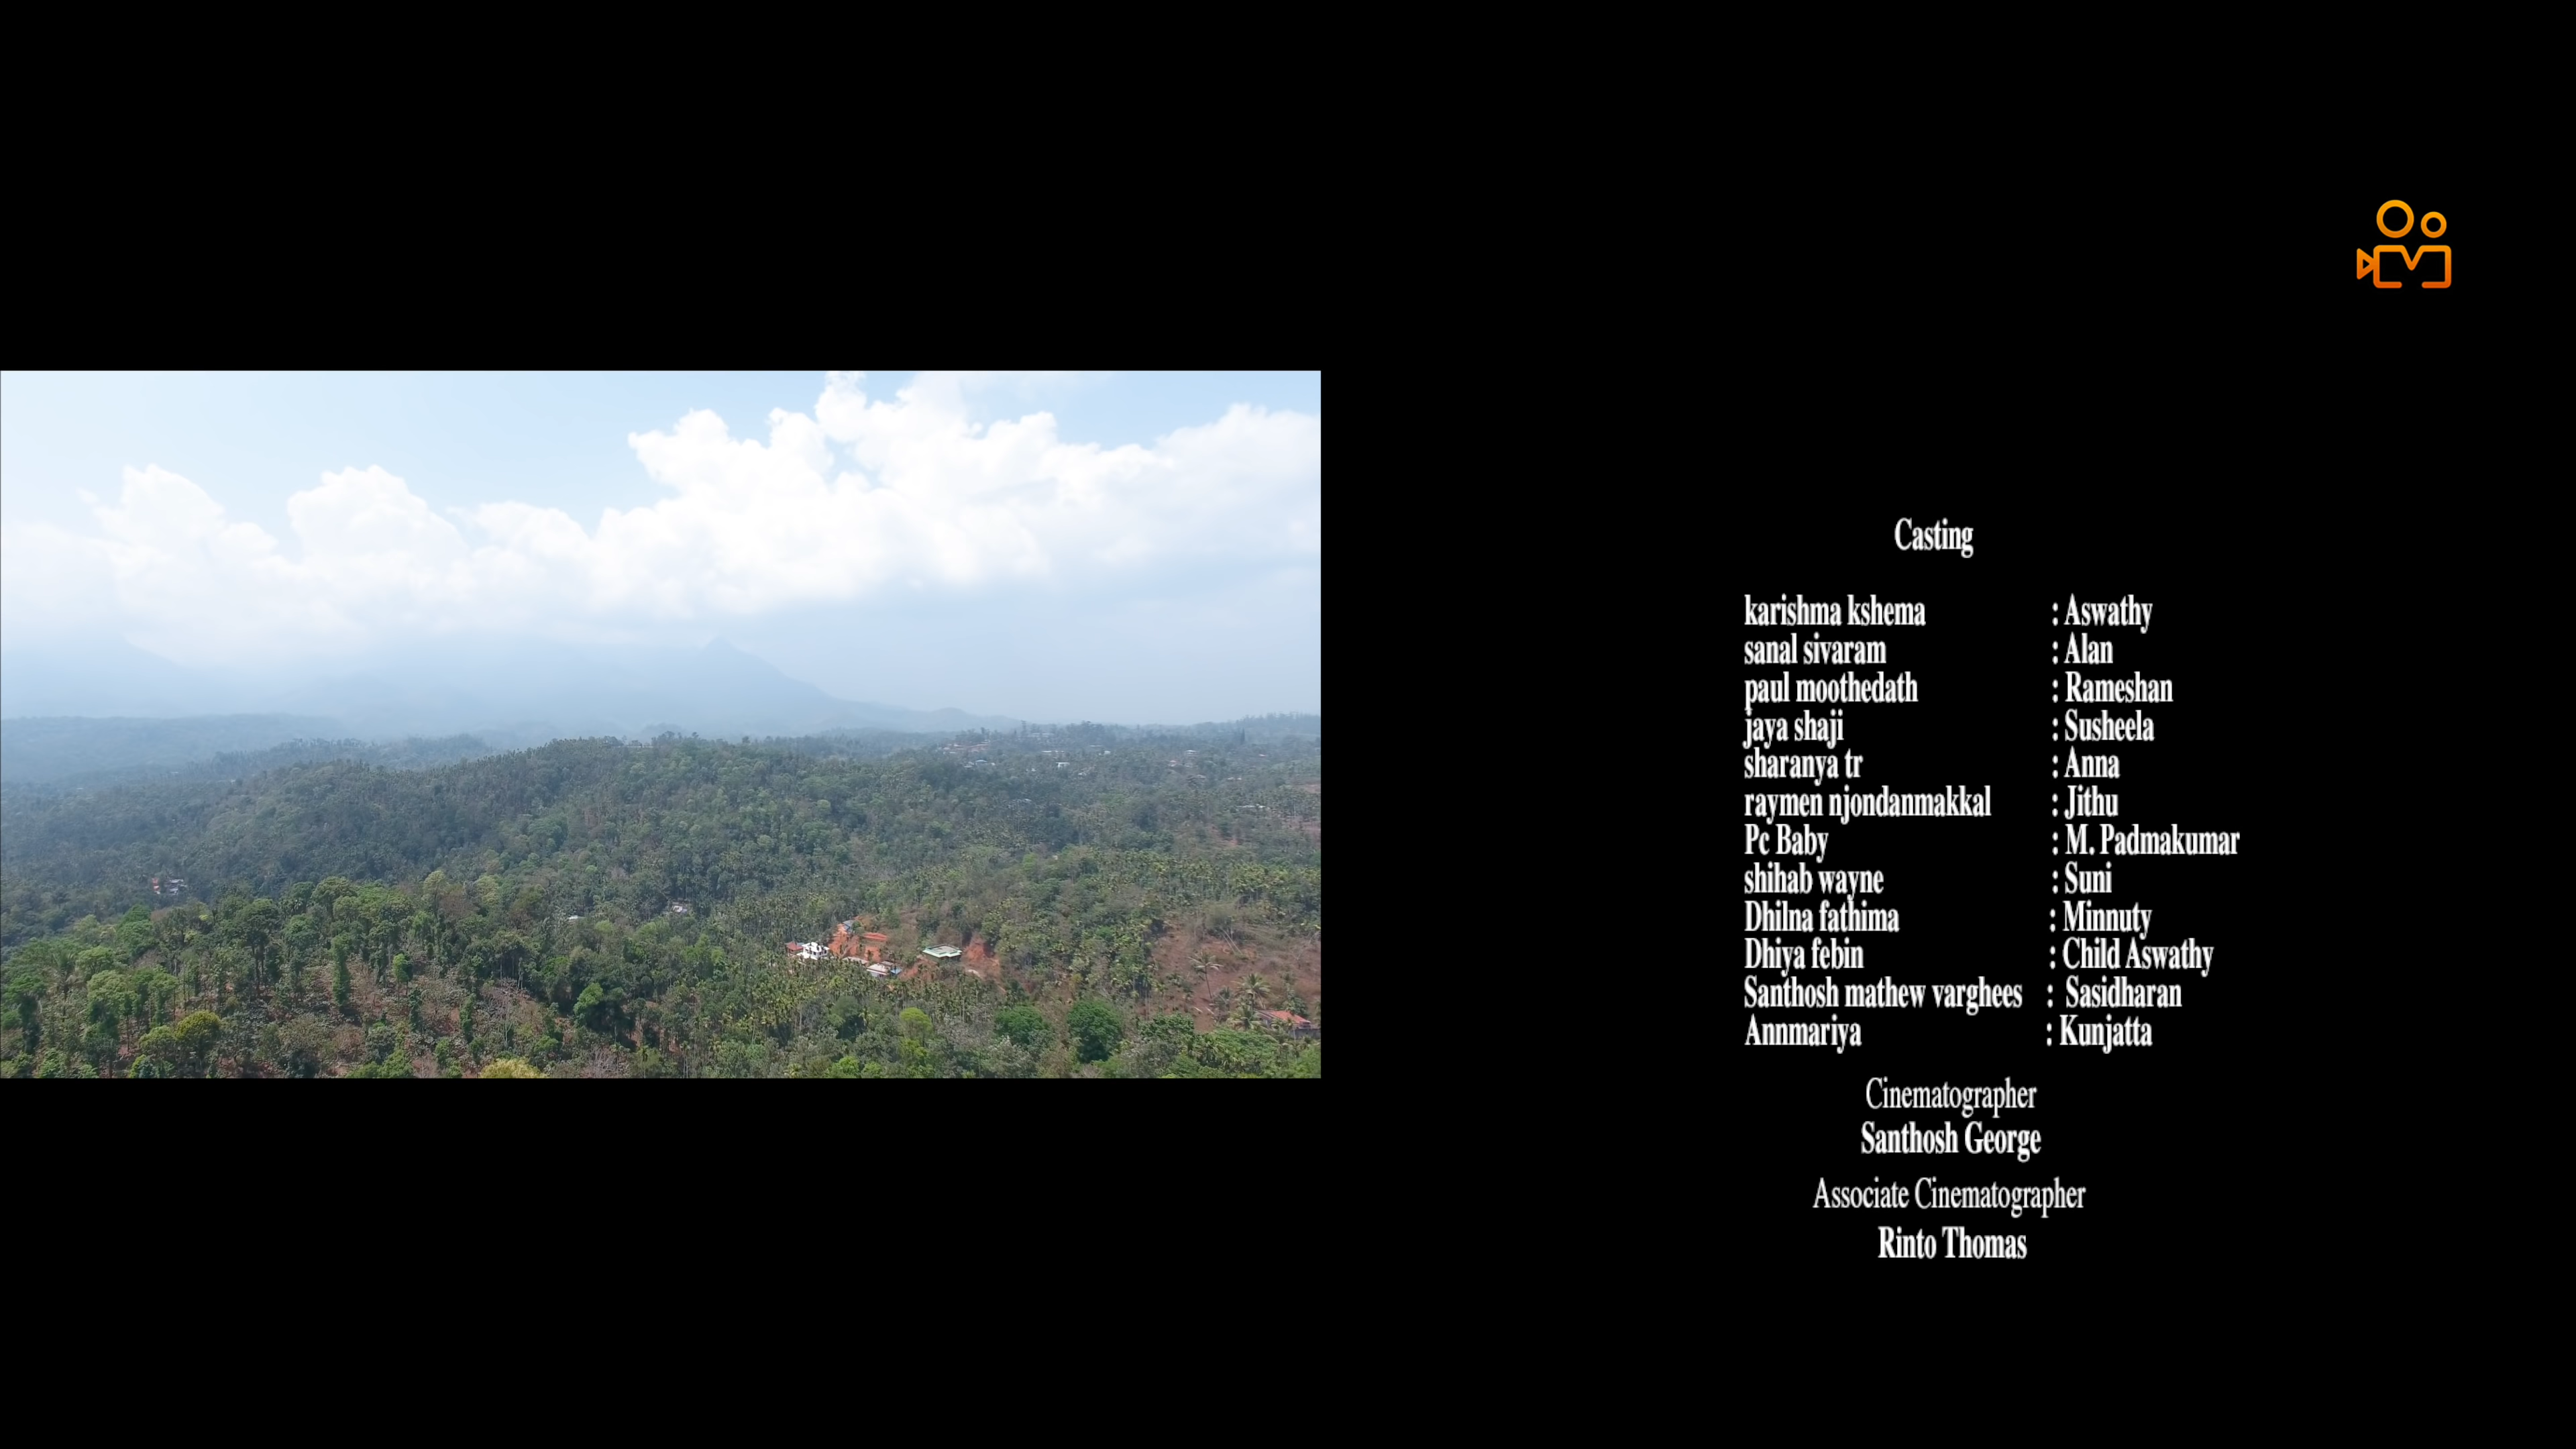 Casting
karishma kshema : Aswathy
sanal sivaram : Alan
paul moothedath : Rameshan
jaya shaji : Susheela
sharanya tr : Anna
raymen njondanmakkal : Jithu
Pc Baby : M. Padmakumar
shihab wayne : Suni
Dhilna fathima : Minnuty
Dhiya febin : Child Aswathy
Santhosh mathew varghees : Sasidharan
Annmariya : Kunjatta
Cinematographer
Santhosh George
Associate Cinematographer
Rinto Thomas